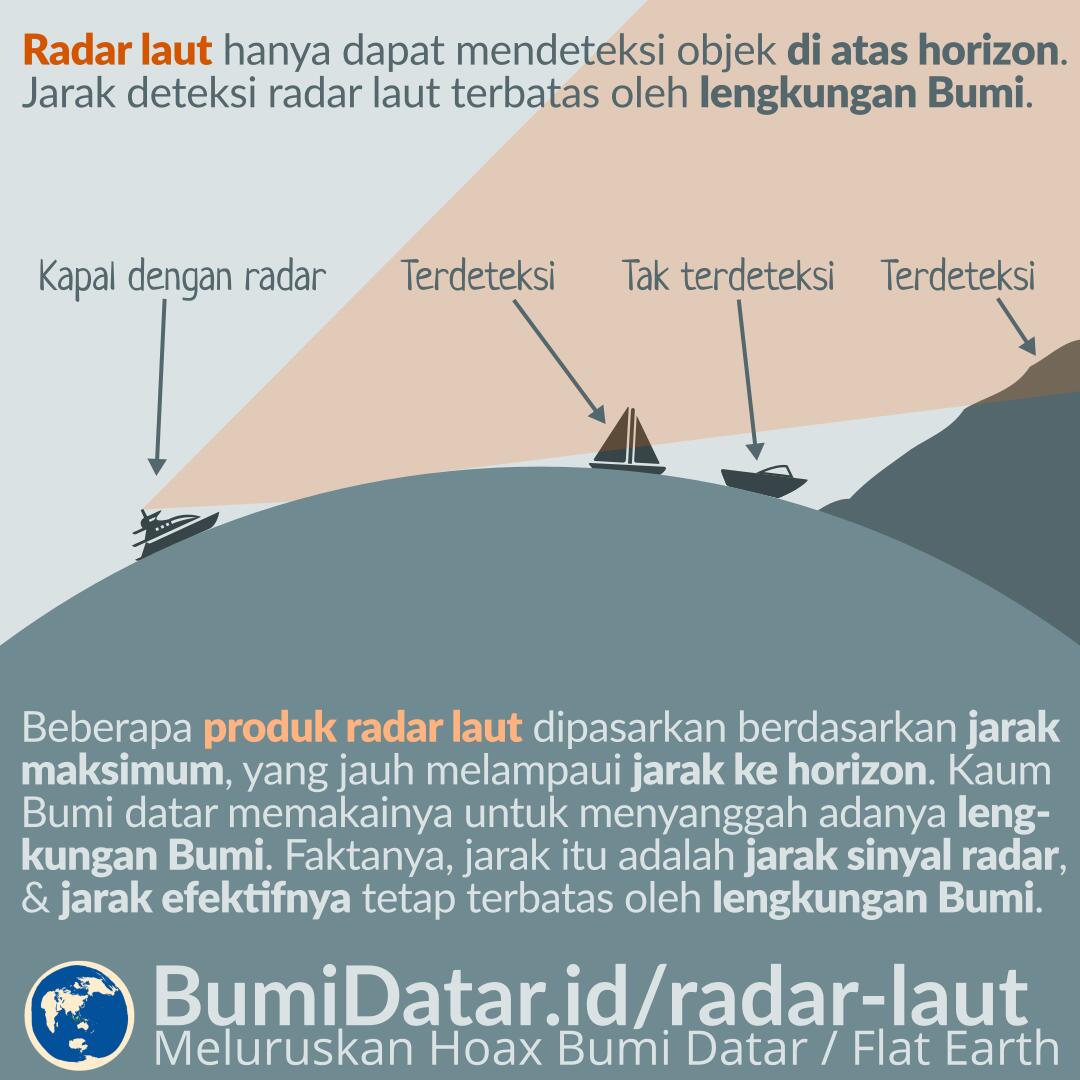 Radar laut hanya dapat mendeteksi objek di atas horizon.
Jarak deteksi radar laut terbatas oleh lengkungan Bumi.
Kapal dengan radar
Terdeteksi
Tak terdeteksi
Terdeteksi
Beberapa produk radar laut dipasarkan berdasarkan jarak
maksimum, yang jauh melampaui jarak ke horizon. Kaum
Bumi datar memakainya untuk menyanggah adanya leng-
kungan Bumi. Faktanya, jarak itu adalah jarak sinyal radar,
& jarak efektifnya tetap terbatas oleh lengkungan Bumi.
BumiDatar.id/radar-laut
Meluruskan Hoax Bumi Datar / Flat Earth